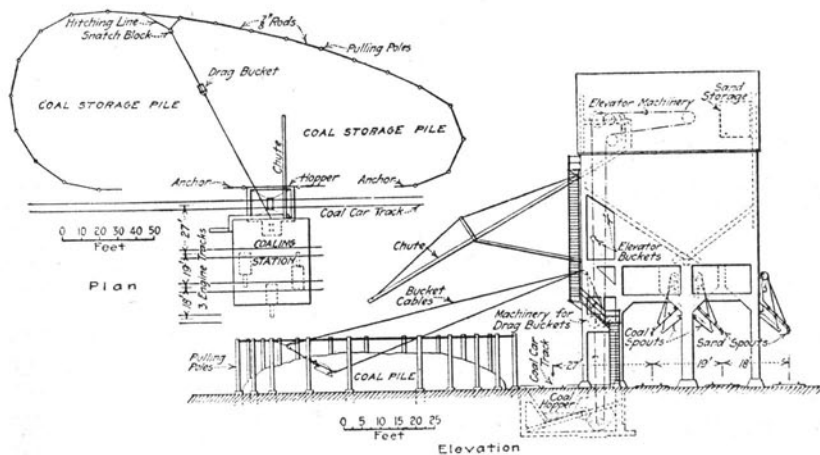 Hitching Line
Snatch Block
7/8" Rods
Pulling Poles
Drag Bucket
COAL STORAGE PILE
COAL STORAGE PILE
Chute
Anchor
Hopper
Anchor
Coal Car Track
27'
19'
18'
3 Engine Tracks
COALING
STATION
0 10 20 30 40 50
Feet
Plan
Elevator Machinery
Sand
Storage
Chute
Elevator
Buckets
Bucket
Cables
Machinery for
Drag Buckets
Coal
Spouts
Sand Spouts
Pulling
Poles
COAL PILE
Coal Car
Track
27'
19'
18'
Coal
Hopper
0 5 10 15 20 25
Feet
Elevation